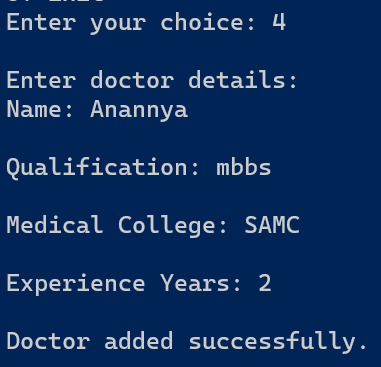 Enter your choice: 4
Enter doctor details:
Name: Anannya
Qualification: mbbs
Medical College: SAMC
Experience Years: 2
Doctor added successfully.